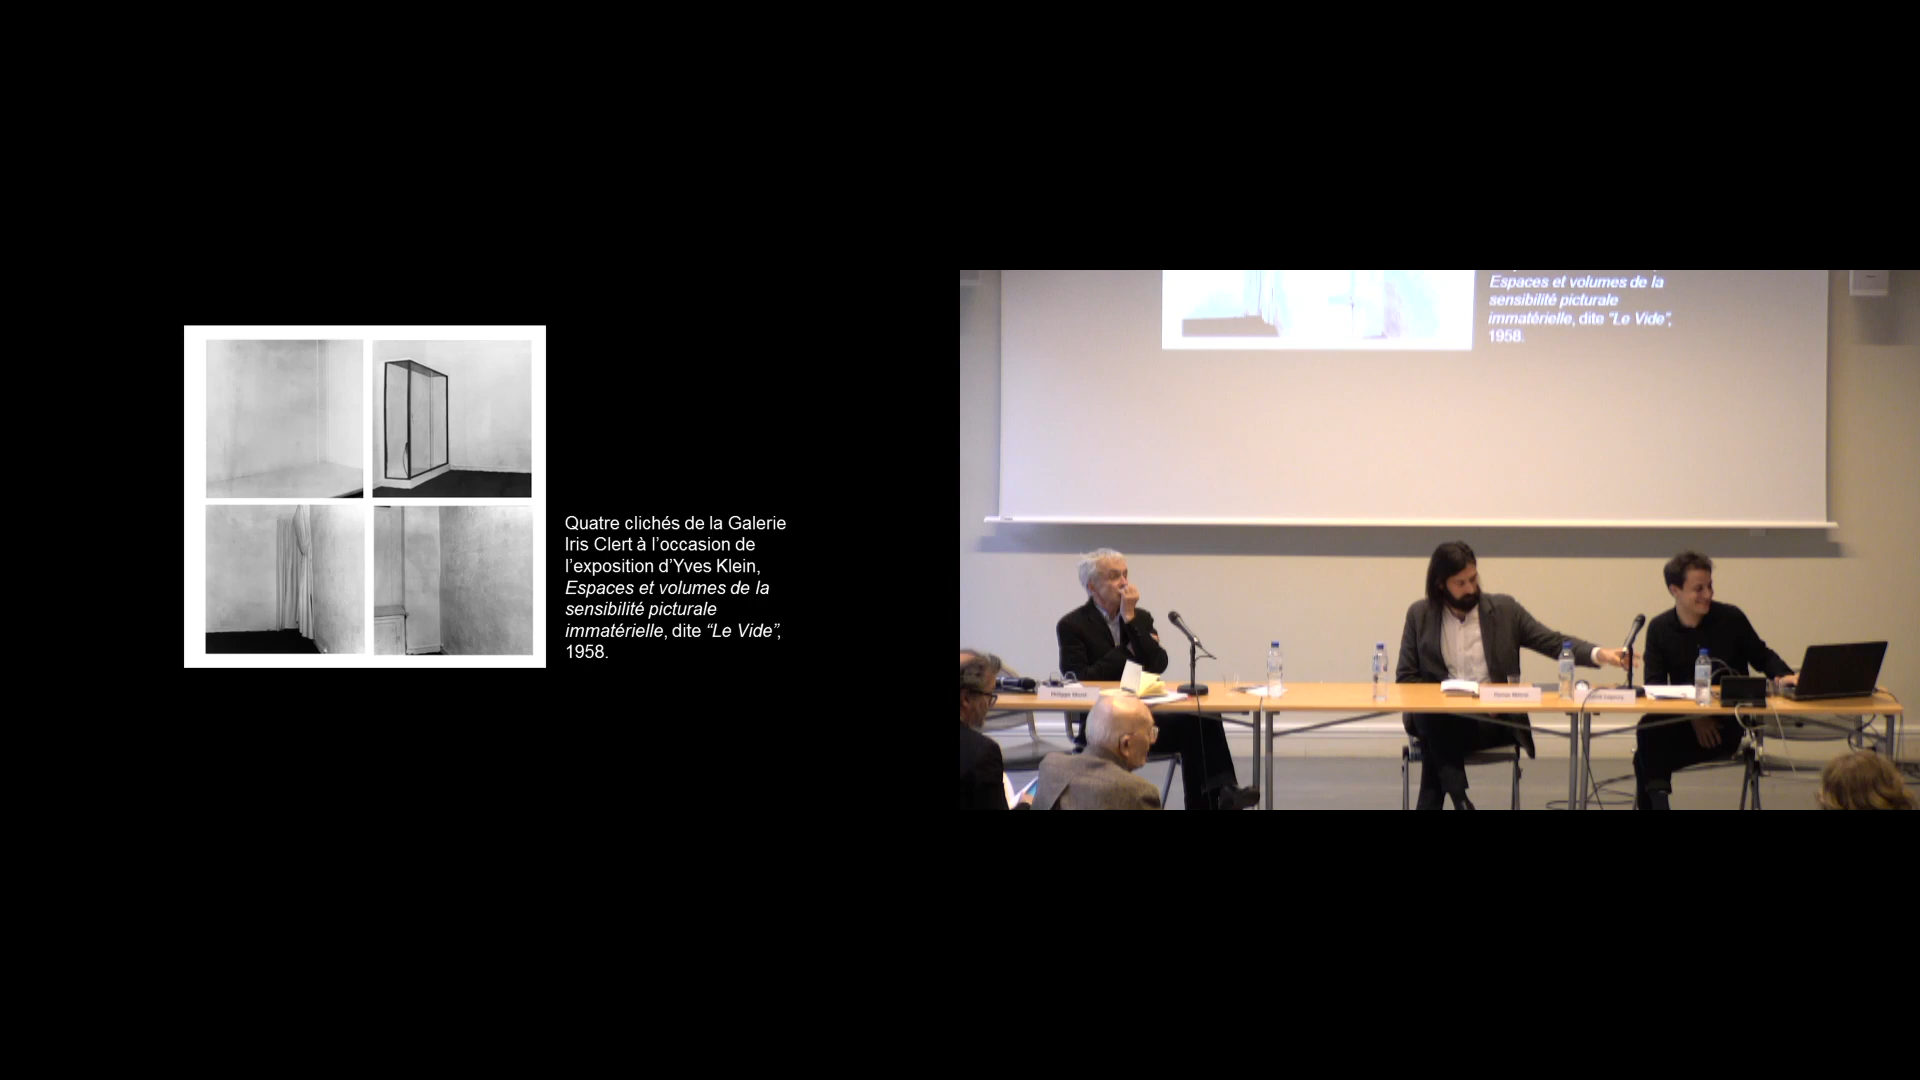 Quatre clichés de la Galerie
Iris Clert à l’occasion de
l’exposition d’Yves Klein,
Espaces et volumes de la
sensibilité picturale
immatérielle, dite “Le Vide”,
1958.
Espaces et volumes de la
sensibilité picturale
immatérielle, dite “Le Vide”,
1958.
Philippe